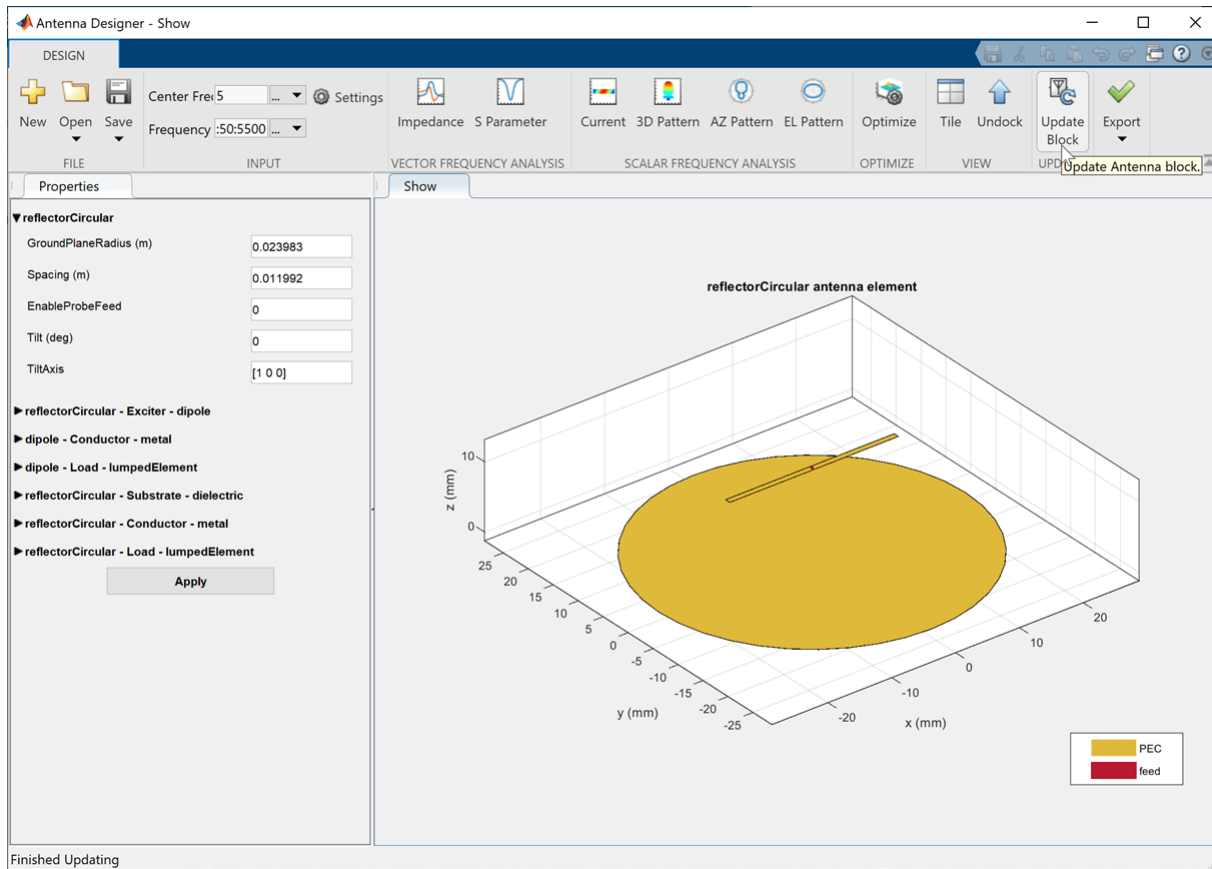 Antenna Designer - Show
DESIGN
New Open Save
Center Fre 5 ...
Frequency :50:5500 ...
Settings
Impedance S Parameter
Current 3D Pattern AZ Pattern EL Pattern
Optimize
Tile Undock
Update Block
Export
FILE INPUT VECTOR FREQUENCY ANALYSIS SCALAR FREQUENCY ANALYSIS OPTIMIZE VIEW UPD
Update Antenna block.
Properties
Show
reflectorCircular
GroundPlaneRadius (m) 0.023983
Spacing (m) 0.011992
EnableProbeFeed 0
Tilt (deg) 0
TiltAxis [1 0 0]
reflectorCircular - Exciter - dipole
dipole - Conductor - metal
dipole - Load - lumpedElement
reflectorCircular - Substrate - dielectric
reflectorCircular - Conductor - metal
reflectorCircular - Load - lumpedElement
Apply
reflectorCircular antenna element
z (mm)
10
0
25
20
15
10
5
0
-5
-10
-15
-20
-25
y (mm)
-20
-10
0
10
20
x (mm)
PEC
feed
Finished Updating